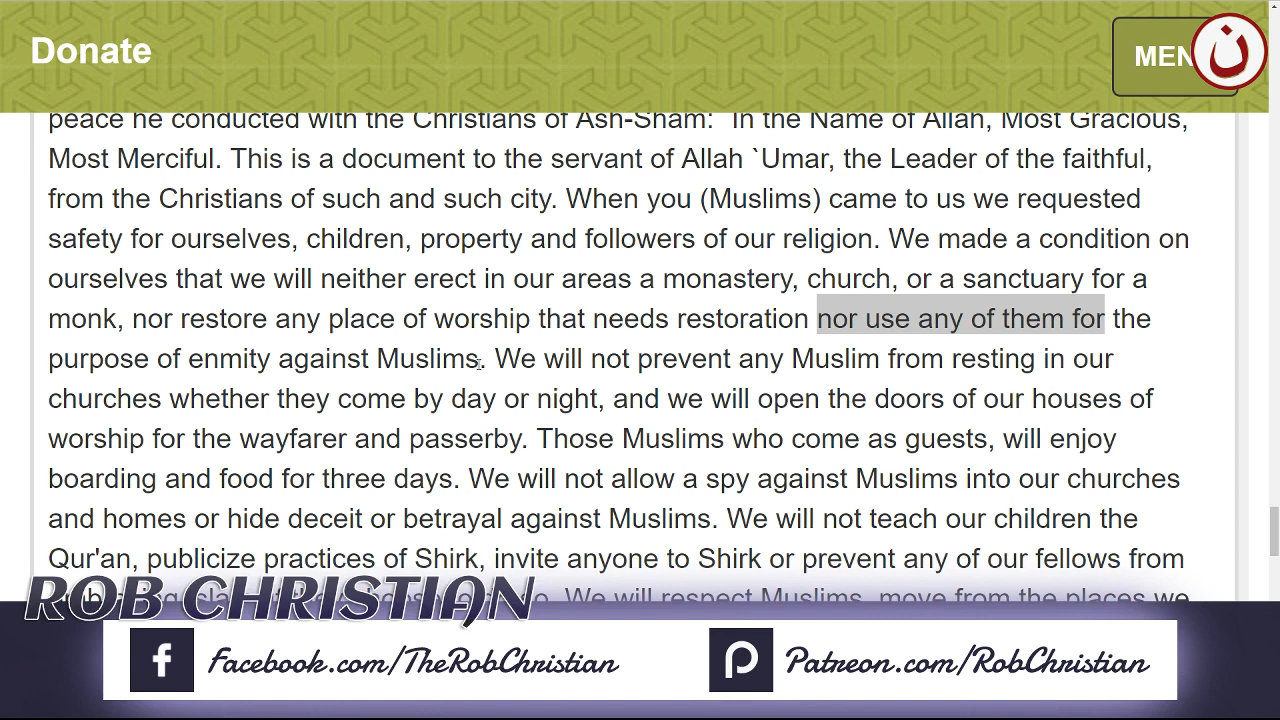 Donate
MEN
ن
peace he conducted with the Christians of Ash-Sham: "In the Name of Allah, Most Gracious,
Most Merciful. This is a document to the servant of Allah `Umar, the Leader of the faithful,
from the Christians of such and such city. When you (Muslims) came to us we requested
safety for ourselves, children, property and followers of our religion. We made a condition on
ourselves that we will neither erect in our areas a monastery, church, or a sanctuary for a
monk, nor restore any place of worship that needs restoration nor use any of them for the
purpose of enmity against Muslims. We will not prevent any Muslim from resting in our
churches whether they come by day or night, and we will open the doors of our houses of
worship for the wayfarer and passerby. Those Muslims who come as guests, will enjoy
boarding and food for three days. We will not allow a spy against Muslims into our churches
and homes or hide deceit or betrayal against Muslims. We will not teach our children the
Qur'an, publicize practices of Shirk, invite anyone to Shirk or prevent any of our fellows from
We will respect Muslims, move from the places we
ROB CHRISTIAN
Facebook.com/TheRobChristian
Patreon.com/RobChristian